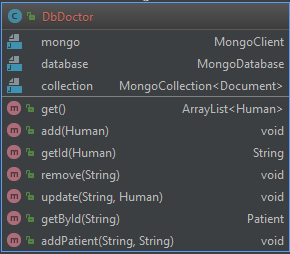 DbDoctor
mongo MongoClient
database MongoDatabase
collection MongoCollection<Document>
get() ArrayList<Human>
add(Human) void
getId(Human) String
remove(String) void
update(String, Human) void
getById(String) Patient
addPatient(String, String) void